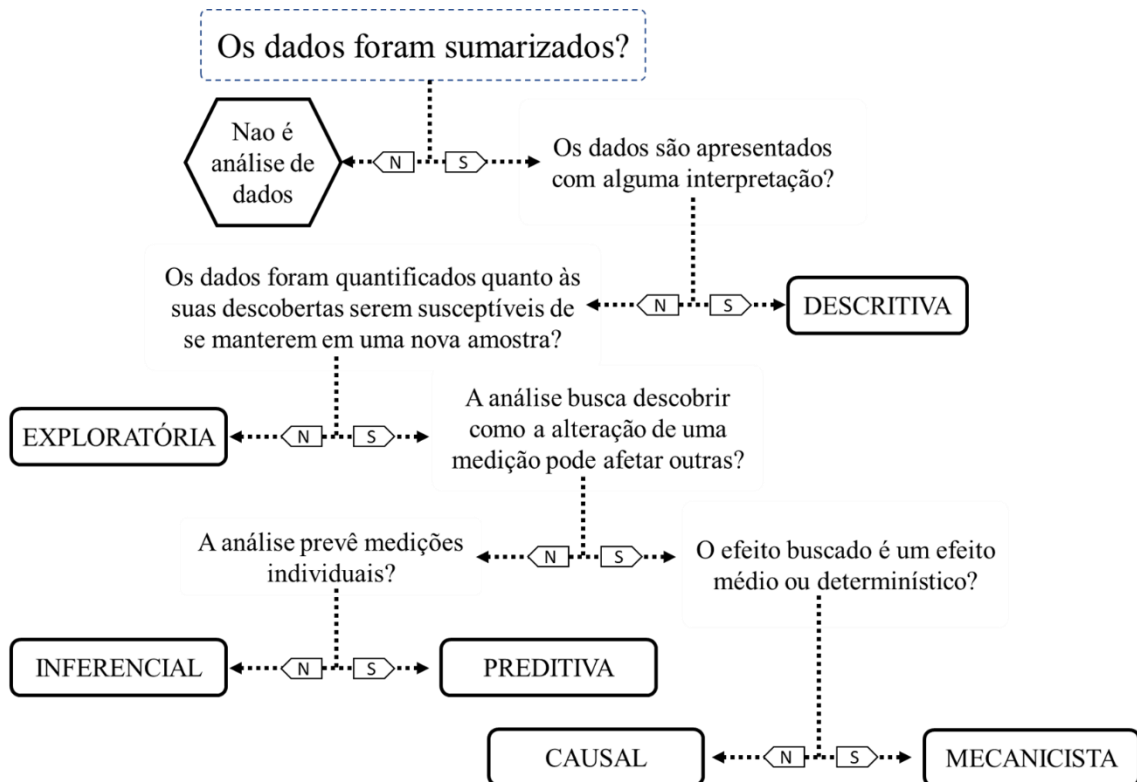 Os dados foram sumarizados?
Nao é
análise de
dados
N
S
Os dados são apresentados
com alguma interpretação?
Os dados foram quantificados quanto às
suas descobertas serem susceptíveis de
se manterem em uma nova amostra?
N
S
DESCRITIVA
EXPLORATÓRIA
N
S
A análise busca descobrir
como a alteração de uma
medição pode afetar outras?
A análise prevê medições
individuais?
N
S
O efeito buscado é um efeito
médio ou determinístico?
INFERENCIAL
N
S
PREDITIVA
CAUSAL
N
S
MECANICISTA